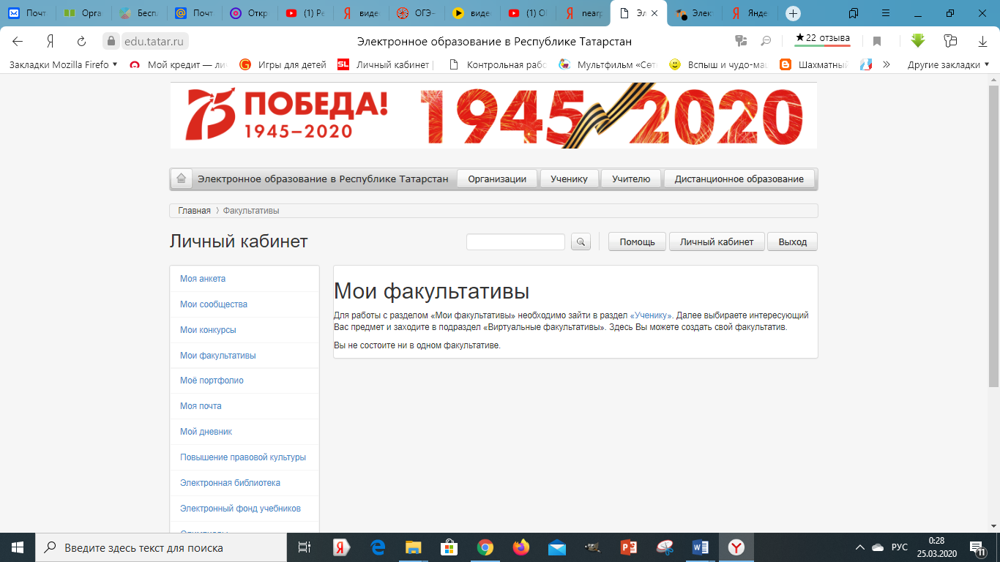 Почт
Орга
Бесп
Почт
Откр
(1) Ре
виде
ОГЭ-
виде
(1) О
nearp
Эл
Элек
Янде
edu.tatar.ru
Электронное образование в Республике Татарстан
★22 отзыва
Закладки Mozilla Firefo
Мой кредит — ли
Игры для детей
Личный кабинет |
Контрольная рабо
Мультфильм «Сет
Вспыш и чудо-ма
Шахматный
Другие закладки
75 ПОБЕДА!
1945–2020
1945 2020
Электронное образование в Республике Татарстан
Организации
Ученику
Учителю
Дистанционное образование
Главная 〉 Факультативы
Личный кабинет
Помощь
Личный кабинет
Выход
Моя анкета
Мои сообщества
Мои конкурсы
Мои факультативы
Моё портфолио
Моя почта
Мой дневник
Повышение правовой культуры
Электронная библиотека
Электронный фонд учебников
Мои факультативы
Для работы с разделом «Мои факультативы» необходимо зайти в раздел «Ученику». Далее выбираете интересующий
Вас предмет и заходите в подраздел «Виртуальные факультативы». Здесь Вы можете создать свой факультатив.
Вы не состоите ни в одном факультативе.
Введите здесь текст для поиска
РУС
0:28
25.03.2020
11